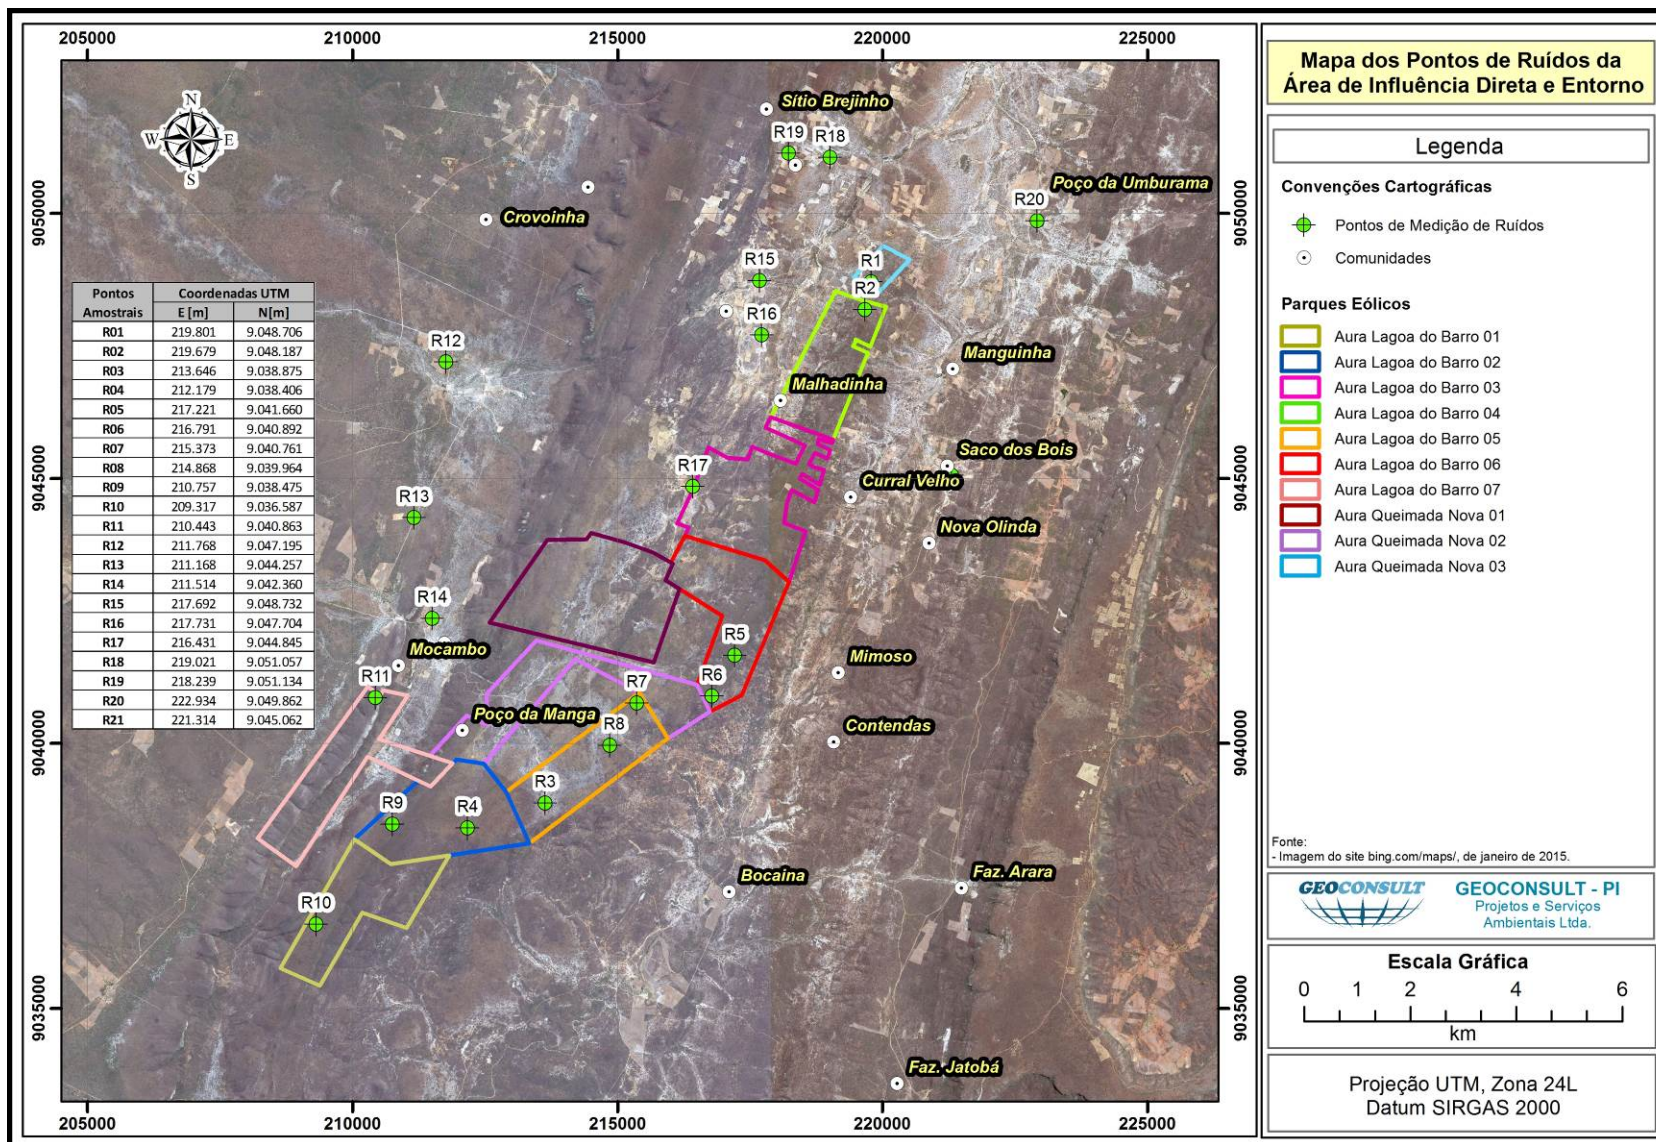 205000 210000 215000 220000 225000
N
W E
S
9050000
9045000
9040000
9035000
Sítio Brejinho
R19 R18
Poço da Umburama
R20
Crovoinha
R1
R15
R2
R16
R12
Manguinha
Malhadinha
Saco dos Bois
R17
Curral Velho
R13
Nova Olinda
R14
Mocambo
R5
Mimoso
R11
R6
R7
Poço da Manga
R8
Contendas
R3
R9
R4
Bocaina
Faz. Arara
R10
Faz. Jatobá
Pontos Coordenadas UTM
Amostrais E [m] N[m]
R01 219.801 9.048.706
R02 219.679 9.048.187
R03 213.646 9.038.875
R04 212.179 9.038.406
R05 217.221 9.041.660
R06 216.791 9.040.892
R07 215.373 9.040.761
R08 214.868 9.039.964
R09 210.757 9.038.475
R10 209.317 9.036.587
R11 210.443 9.040.863
R12 211.768 9.047.195
R13 211.168 9.044.257
R14 211.514 9.042.360
R15 217.692 9.048.732
R16 217.731 9.047.704
R17 216.431 9.044.845
R18 219.021 9.051.057
R19 218.239 9.051.134
R20 222.934 9.049.862
R21 221.314 9.045.062
9050000
9045000
9040000
9035000
205000 210000 215000 220000 225000
Mapa dos Pontos de Ruídos da
Área de Influência Direta e Entorno
Legenda
Convenções Cartográficas
Pontos de Medição de Ruídos
Comunidades
Parques Eólicos
Aura Lagoa do Barro 01
Aura Lagoa do Barro 02
Aura Lagoa do Barro 03
Aura Lagoa do Barro 04
Aura Lagoa do Barro 05
Aura Lagoa do Barro 06
Aura Lagoa do Barro 07
Aura Queimada Nova 01
Aura Queimada Nova 02
Aura Queimada Nova 03
Fonte:
- Imagem do site bing.com/maps/, de janeiro de 2015.
GEOCONSULT
GEOCONSULT - PI
Projetos e Serviços
Ambientais Ltda.
Escala Gráfica
0 1 2 4 6
km
Projeção UTM, Zona 24L
Datum SIRGAS 2000